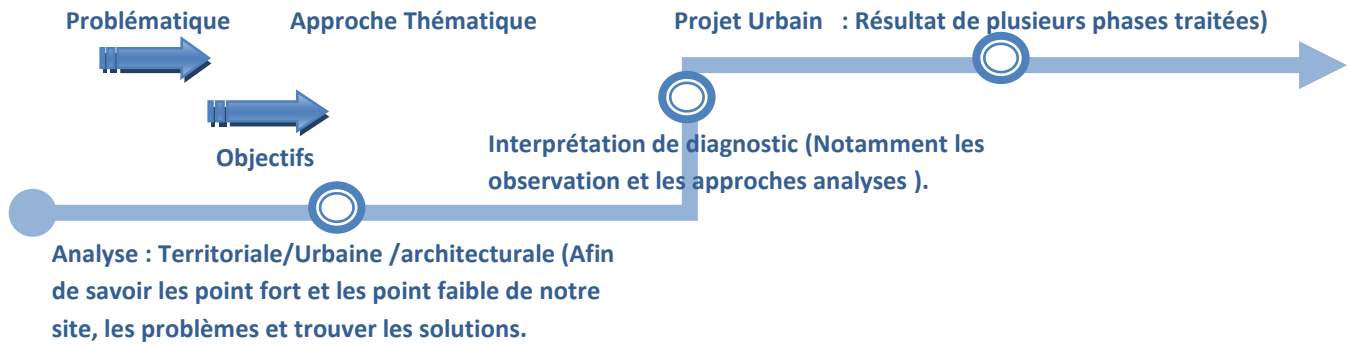 Problématique
Approche Thématique
Projet Urbain : Résultat de plusieurs phases traitées)
Objectifs
Interprétation de diagnostic (Notamment les
observation et les approches analyses ).
Analyse : Territoriale/Urbaine /architecturale (Afin
de savoir les point fort et les point faible de notre
site, les problèmes et trouver les solutions.